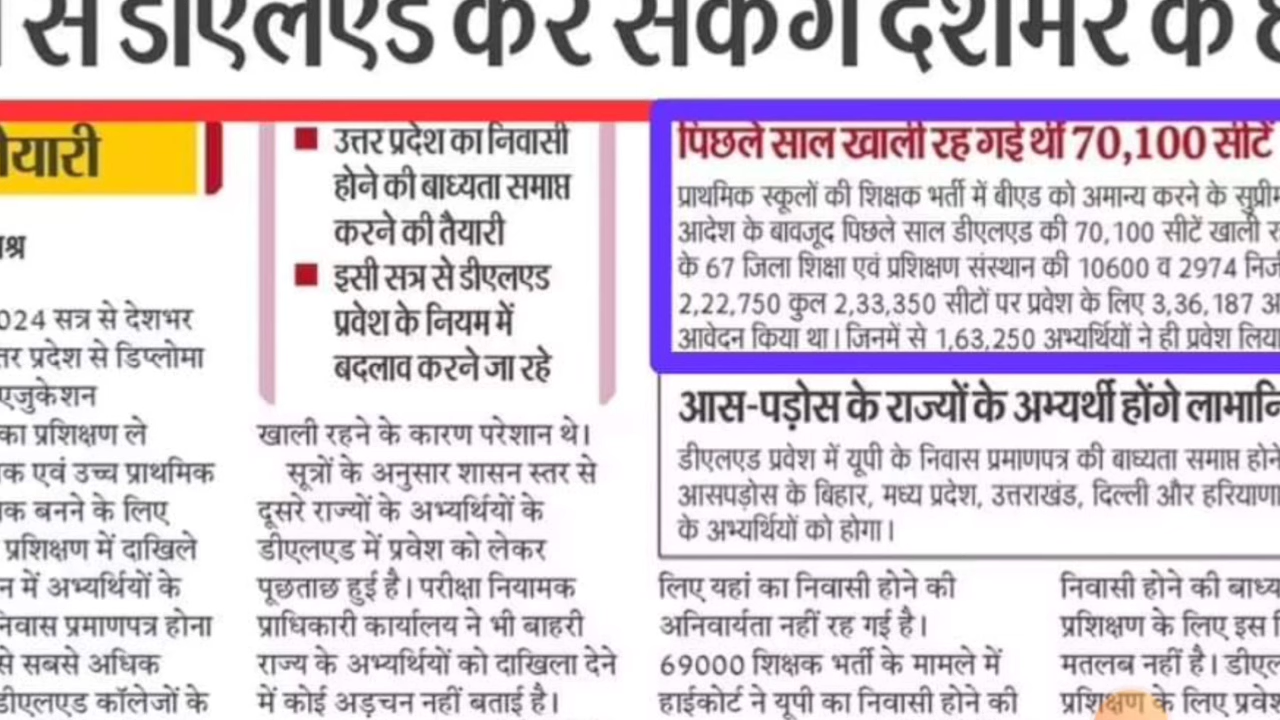 से डीएलएड कर सकेंगे देशभर के
उत्तर प्रदेश का निवासी
होने की बाध्यता समाप्त
करने की तैयारी
इसी सत्र से डीएलएड
प्रवेश के नियम में
बदलाव करने जा रहे
024 सत्र से देशभर
प्रदेश से डिप्लोमा
एजुकेशन
का प्रशिक्षण ले
एवं उच्च प्राथमिक
बनने के लिए
प्रशिक्षण में दाखिले
में अभ्यर्थियों के
निवास प्रमाणपत्र होना
से सबसे अधिक
डीएलएड कॉलेजों के
खाली रहने के कारण परेशान थे।
सूत्रों के अनुसार शासन स्तर से
दूसरे राज्यों के अभ्यर्थियों के
डीएलएड में प्रवेश को लेकर
पूछताछ हुई है। परीक्षा नियामक
प्राधिकारी कार्यालय ने भी बाहरी
राज्य के अभ्यर्थियों को दाखिला देने
में कोई अड़चन नहीं बताई है।
पिछले साल खाली रह गई थीं 70,100 सीटें
प्राथमिक स्कूलों की शिक्षक भर्ती में बीएड को अमान्य करने के सुप्रीम
आदेश के बावजूद पिछले साल डीएलएड की 70,100 सीटें खाली
के 67 जिला शिक्षा एवं प्रशिक्षण संस्थान की 10600 व 2974 निजी
2,22,750 कुल 2,33,350 सीटों पर प्रवेश के लिए 3,36,187
आवेदन किया था। जिनमें से 1,63,250 अभ्यर्थियों ने ही प्रवेश लिया
आस-पड़ोस के राज्यों के अभ्यर्थी होंगे
डीएलएड प्रवेश में यूपी के निवास प्रमाणपत्र की बाध्यता समाप्त होने
आसपड़ोस के बिहार, मध्य प्रदेश, उत्तराखंड, दिल्ली और हरियाणा
के अभ्यर्थियों को होगा।
लिए यहां का निवासी होने की
अनिवार्यता नहीं रह गई है।
69000 शिक्षक भर्ती के मामले में
हाईकोर्ट ने यूपी का निवासी होने की
निवासी होने की
प्रशिक्षण के लिए इस
मतलब नहीं है।
प्रशिक्षण के लिए